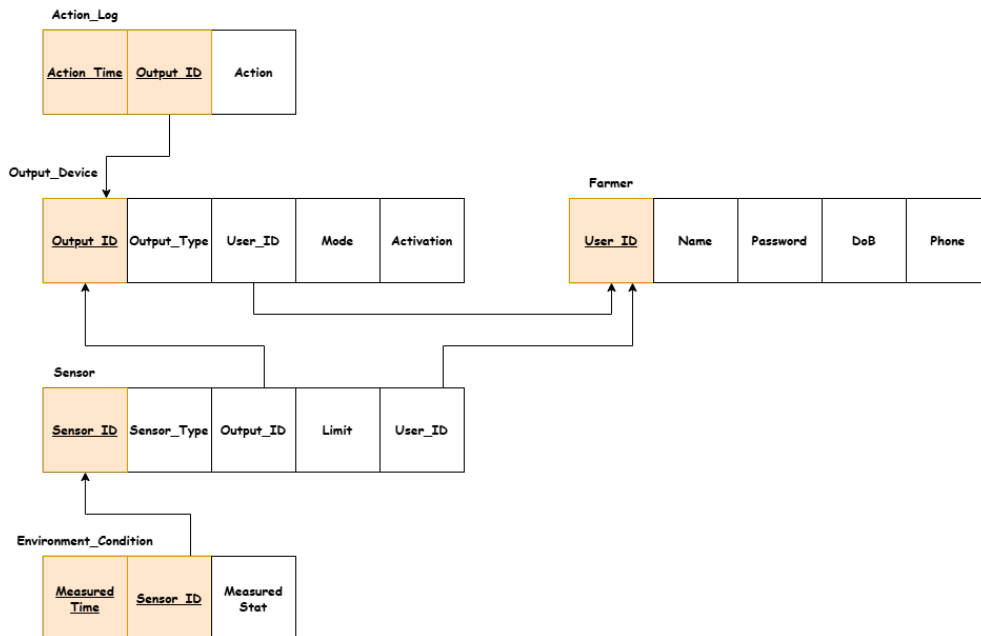 Action_Log
Action_Time Output_ID Action
Output_Device
Output_ID Output_Type User_ID Mode Activation
Farmer
User_ID Name Password DoB Phone
Sensor
Sensor_ID Sensor_Type Output_ID Limit User_ID
Environment_Condition
Measured
Time
Sensor_ID
Measured
Stat